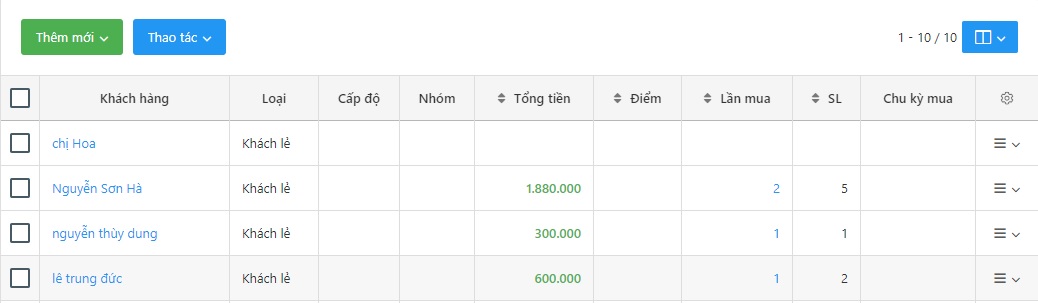 Thêm mới Thao tác 1 - 10 / 10
Khách hàng Loại Cấp độ Nhóm Tổng tiền Điểm Lần mua SL Chu kỳ mua
chị Hoa Khách lẻ
Nguyễn Sơn Hà Khách lẻ 1.880.000 2 5
nguyễn thùy dung Khách lẻ 300.000 1 1
lê trung đức Khách lẻ 600.000 1 2